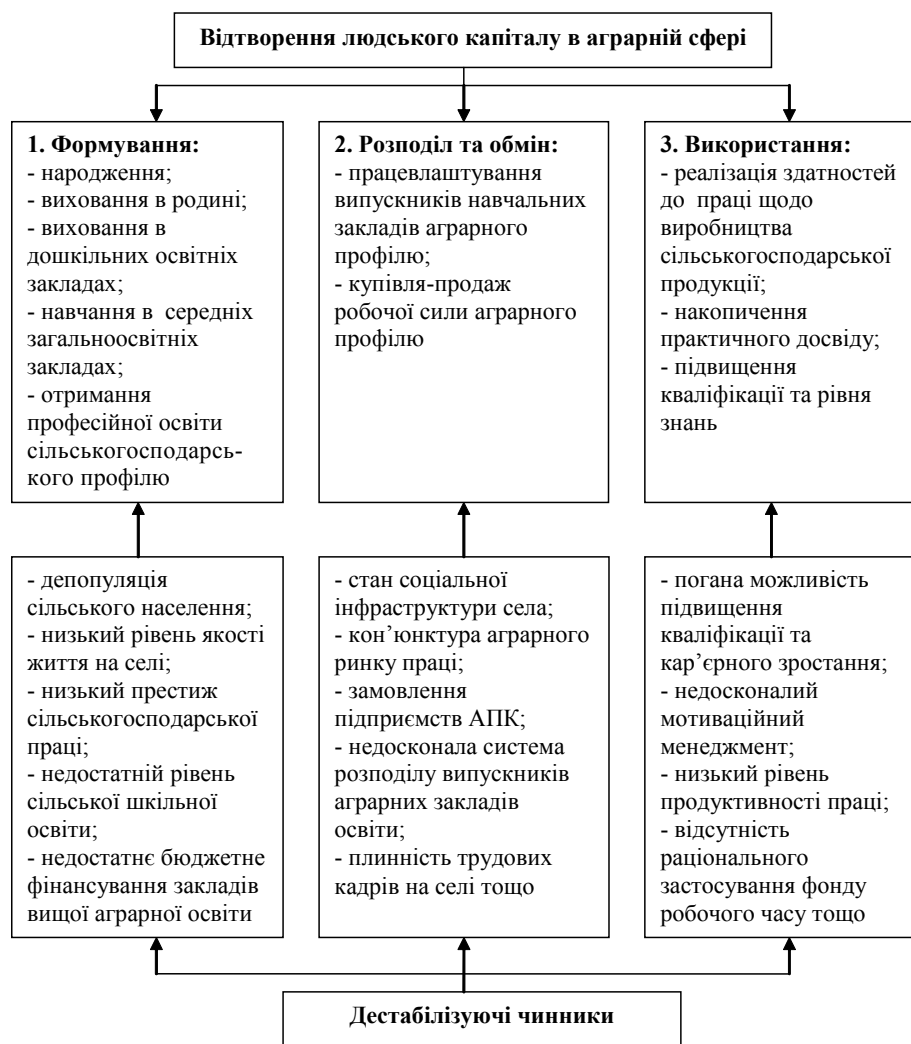 Відтворення людського капіталу в аграрній сфері
1. Формування:
- народження;
- виховання в родині;
- виховання в
дошкільних освітніх
закладах;
- навчання в середніх
загальноосвітніх
закладах;
- отримання
професійної освіти
сільськогосподарсь-
кого профілю
2. Розподіл та обмін:
- працевлаштування
випускників навчальних
закладів аграрного
профілю;
- купівля-продаж
робочої сили аграрного
профілю
3. Використання:
- реалізація здатностей
до праці щодо
виробництва
сільськогосподарської
продукції;
- накопичення
практичного досвіду;
- підвищення
кваліфікації та рівня
знань
- депопуляція
сільського населення;
- низький рівень якості
життя на селі;
- низький престиж
сільськогосподарської
праці;
- недостатній рівень
сільської шкільної
освіти;
- недостатнє бюджетне
фінансування закладів
вищої аграрної освіти
- стан соціальної
інфраструктури села;
- кон’юнктура аграрного
ринку праці;
- замовлення
підприємств АПК;
- недосконала система
розподілу випускників
аграрних закладів
освіти;
- плинність трудових
кадрів на селі тощо
- погана можливість
підвищення
кваліфікації та
кар’єрного зростання;
- недосконалий
мотиваційний
менеджмент;
- низький рівень
продуктивності праці;
- відсутність
раціонального
застосування фонду
робочого часу тощо
Дестабілізуючі чинники